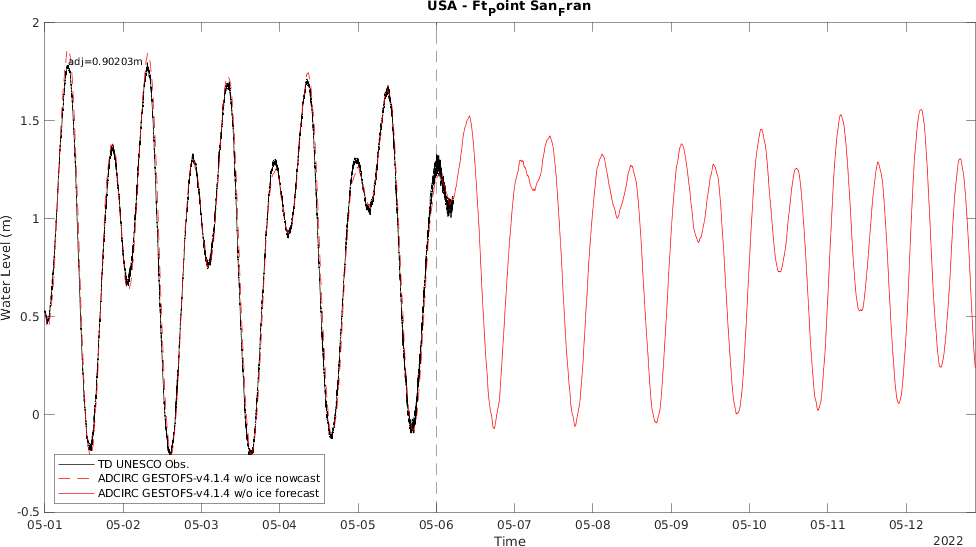 USA - Ft_Point San_Fran
2
adj=0.90203m
1.5
1
0.5
0
-0.5
Water Level (m)
TD UNESCO Obs.
ADCIRC GESTOFS-v4.1.4 w/o ice nowcast
ADCIRC GESTOFS-v4.1.4 w/o ice forecast
05-01 05-02 05-03 05-04 05-05 05-06 05-07 05-08 05-09 05-10 05-11 05-12
Time
2022